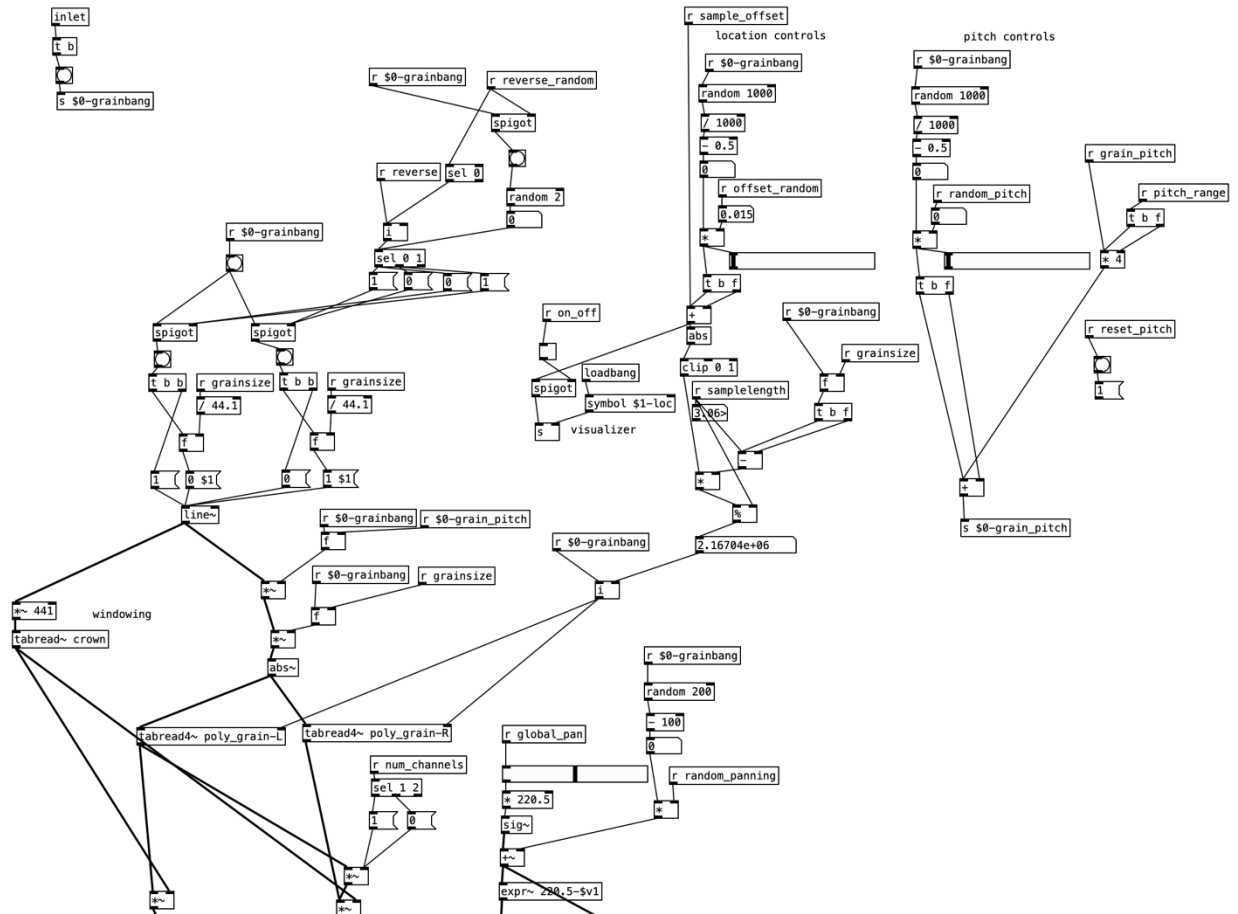 inlet
t b
s $0-grainbang
r $0-grainbang
r reverse_random
spigot
r reverse
sel 0
random 2
0
i
r $0-grainbang
sel 0 1
1
0
0
1
spigot
spigot
t b b
r grainsize
/ 44.1
t b b
r grainsize
/ 44.1
f
f
1
0 $1
0
1 $1
line~
r sample_offset
location controls
r $0-grainbang
random 1000
/ 1000
- 0.5
0
r offset_random
0.015
*
t b f
+
abs
clip 0 1
r on_off
spigot
loadbang
symbol $1-loc
s
visualizer
r samplelength
3.06>
r $0-grainbang
r grainsize
f
t b f
-
*
%
2.16704e+06
pitch controls
r $0-grainbang
random 1000
/ 1000
- 0.5
0
r random_pitch
0
*
t b f
r grain_pitch
r pitch_range
t b f
* 4
r reset_pitch
1
+
s $0-grain_pitch
r $0-grainbang
r $0-grain_pitch
f
*~
r $0-grainbang
r grainsize
f
*~
abs~
*~ 441
windowing
tabread~ crown
r $0-grainbang
i
tabread4~ poly_grain-L
tabread4~ poly_grain-R
r num_channels
sel 1 2
1
0
*~
*~
*~
r global_pan
* 220.5
sig~
+~
expr~ 220.5-$v1
r $0-grainbang
random 200
- 100
0
r random_panning
*